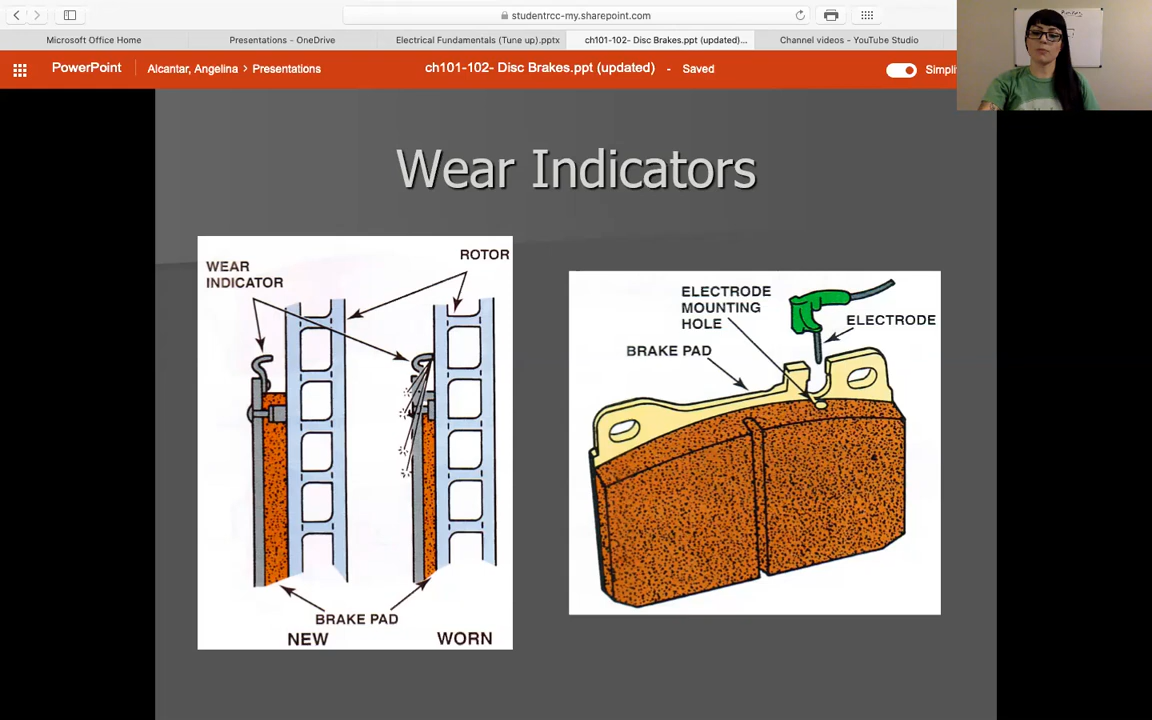 studentrcc-my.sharepoint.com
Microsoft Office Home
Presentations - OneDrive
Electrical Fundamentals (Tune up).pptx
ch101-102- Disc Brakes.ppt (updated)...
Channel videos - YouTube Studio
PowerPoint
Alcantar, Angelina > Presentations
ch101-102- Disc Brakes.ppt (updated) - Saved
Wear Indicators
WEAR
INDICATOR
ROTOR
BRAKE PAD
NEW
WORN
ELECTRODE
MOUNTING
HOLE
ELECTRODE
BRAKE PAD